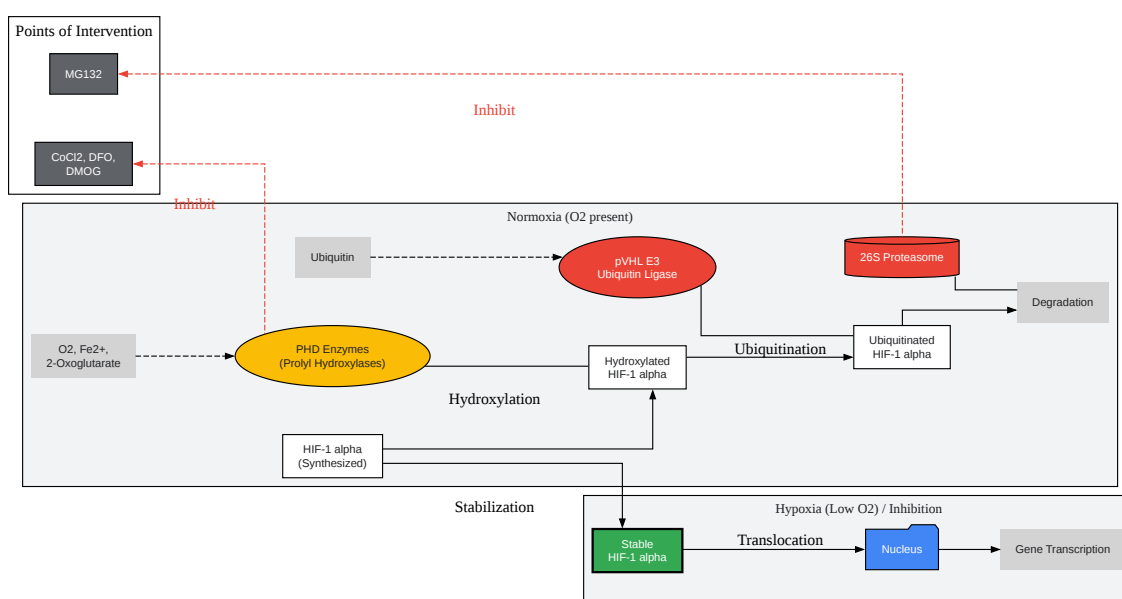 Points of Intervention
MG132
Inhibit
CoCl2, DFO,
DMOG
Inhibit
Normoxia (O2 present)
Ubiquitin
pVHL E3
Ubiquitin Ligase
26S Proteasome
Degradation
O2, Fe2+,
2-Oxoglutarate
PHD Enzymes
(Prolyl Hydroxylases)
Hydroxylated
HIF-1 alpha
Ubiquitination
Ubiquitinated
HIF-1 alpha
Hydroxylation
HIF-1 alpha
(Synthesized)
Stabilization
Hypoxia (Low O2) / Inhibition
Stable
HIF-1 alpha
Translocation
Nucleus
Gene Transcription